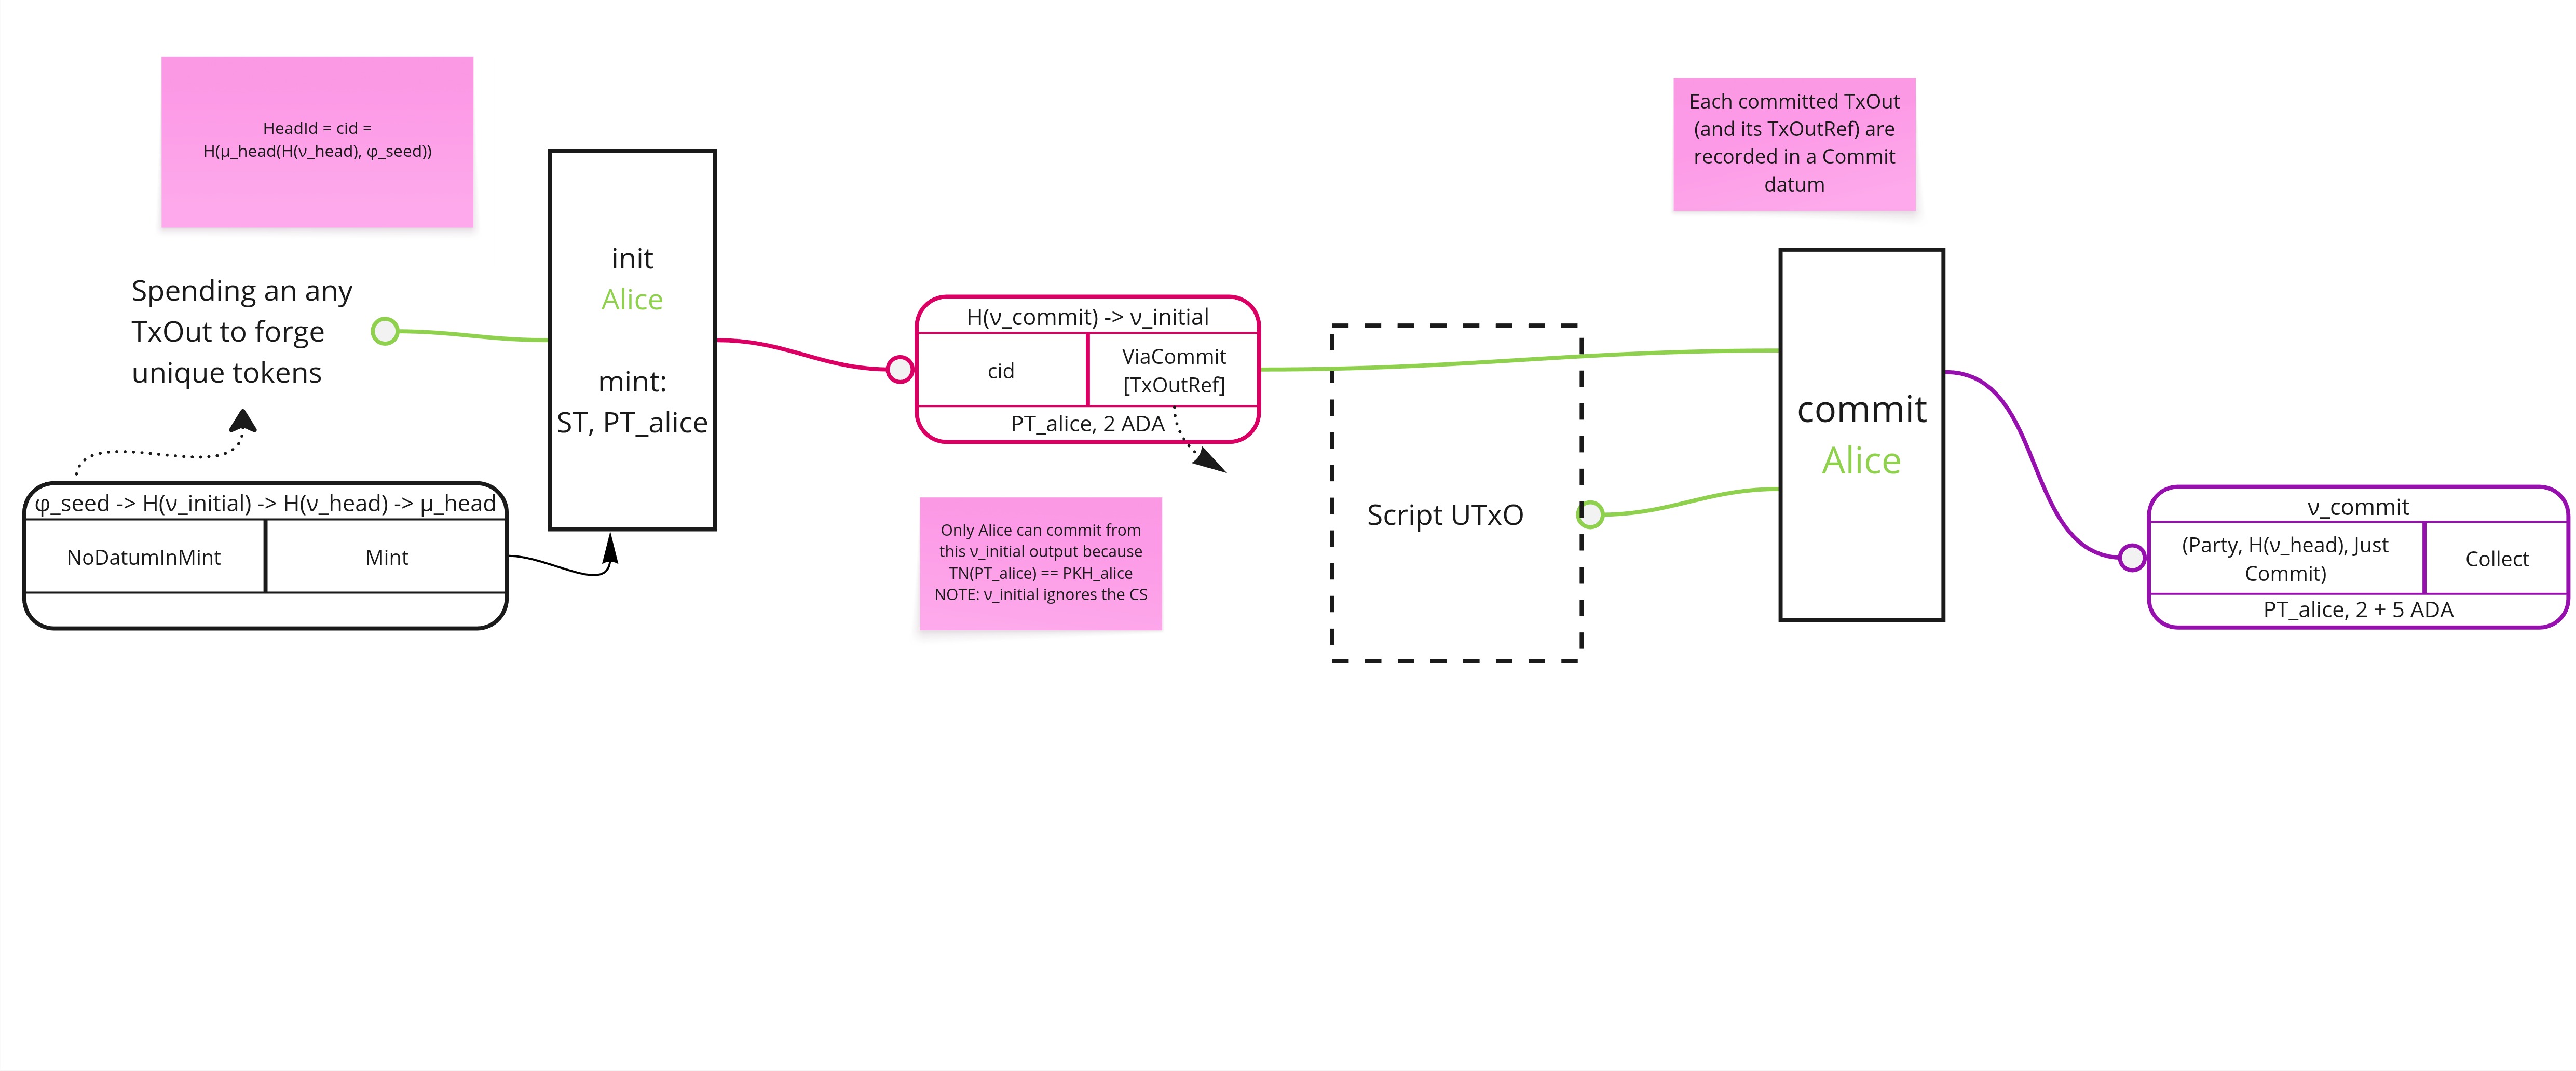 HeadId = cid =
H(μ_head(H(ν_head), φ_seed))
Spending an any
TxOut to forge
unique tokens
φ_seed -> H(ν_initial) -> H(ν_head) -> μ_head
NoDatumInMint
Mint
init
Alice
mint:
ST, PT_alice
H(ν_commit) -> ν_initial
cid
ViaCommit
[TxOutRef]
PT_alice, 2 ADA
Only Alice can commit from
this ν_initial output because
TN(PT_alice) == PKH_alice
NOTE: ν_initial ignores the CS
Script UTxO
Each committed TxOut
(and its TxOutRef) are
recorded in a Commit
datum
commit
Alice
ν_commit
(Party, H(ν_head), Just
Commit)
Collect
PT_alice, 2 + 5 ADA